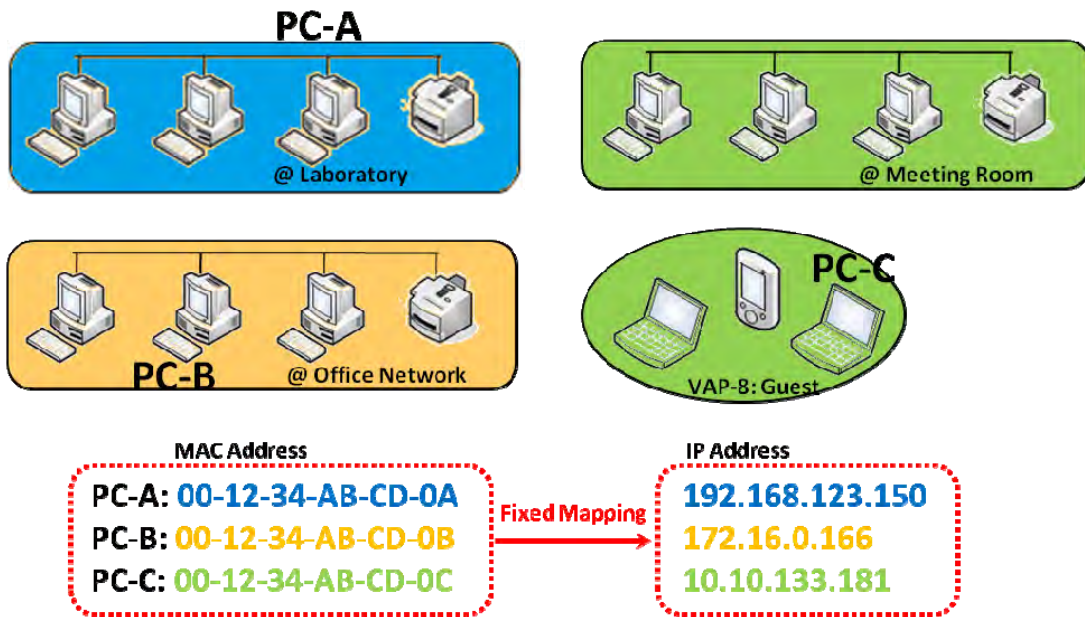 PC-A
@ Laboratory
@ Meeting Room
PC-B
@ Office Network
PC-C
VAP-8: Guest
MAC Address
PC-A: 00-12-34-AB-CD-0A
PC-B: 00-12-34-AB-CD-0B
PC-C: 00-12-34-AB-CD-0C
Fixed Mapping
IP Address
192.168.123.150
172.16.0.166
10.10.133.181